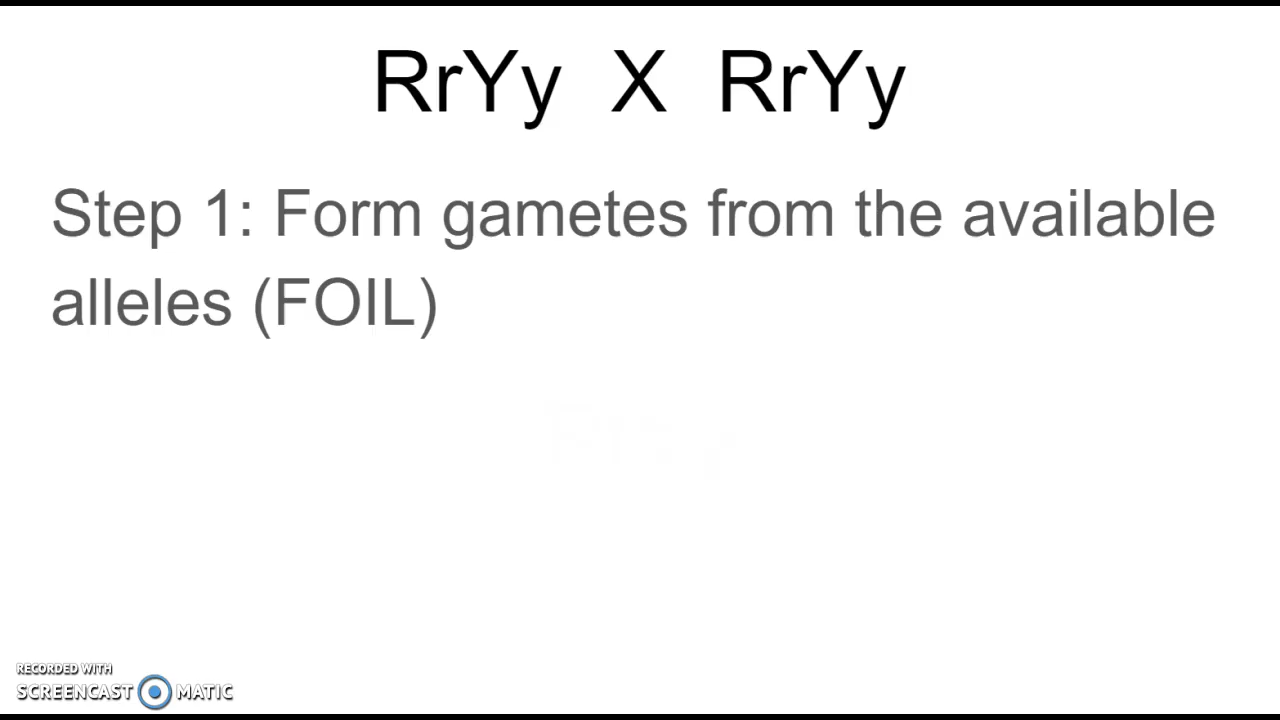 RrYy X RrYy
Step 1: Form gametes from the available
alleles (FOIL)
RECORDED WITH
SCREENCAST MATIC